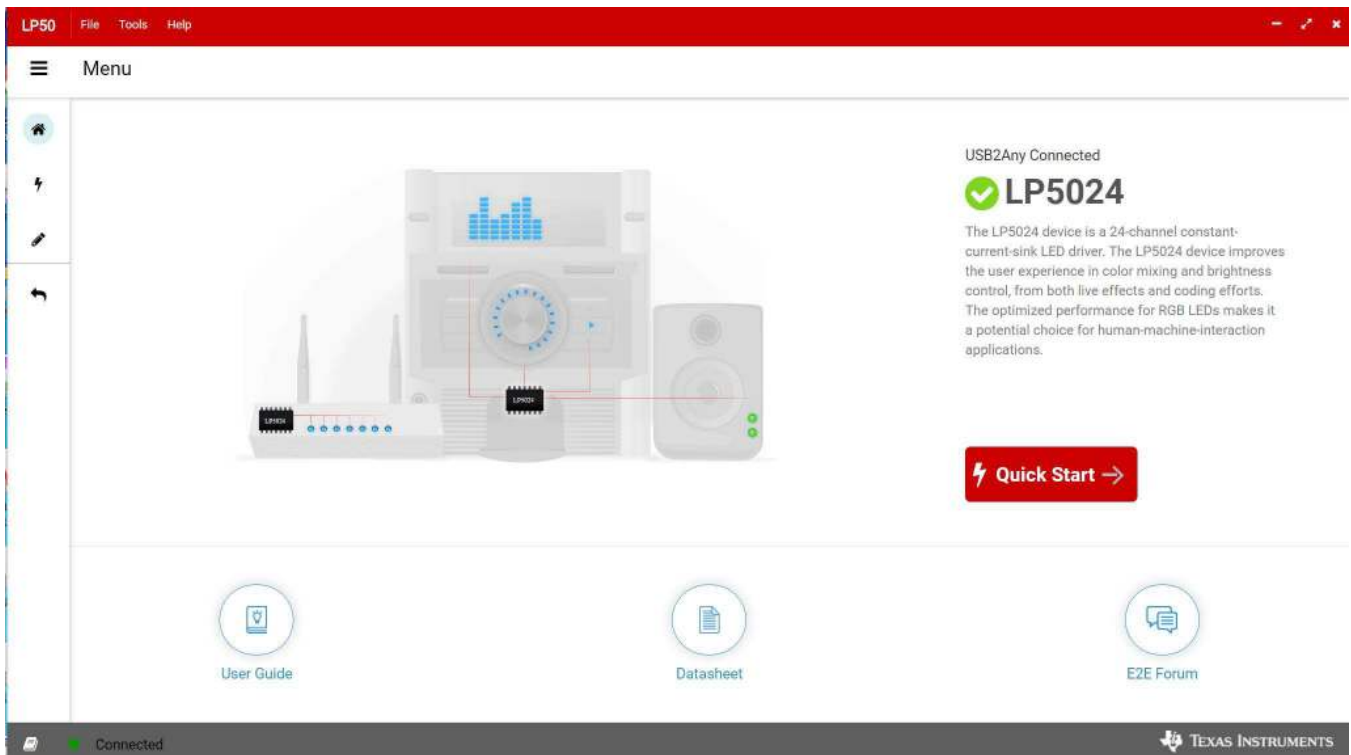 LP50 File Tools Help
Menu
USB2Any Connected
LP5024
The LP5024 device is a 24-channel constant-
current-sink LED driver. The LP5024 device improves
the user experience in color mixing and brightness
control, from both live effects and coding efforts.
The optimized performance for RGB LEDs makes it
a potential choice for human-machine-interaction
applications.
LP5024
LP5024
Quick Start
User Guide
Datasheet
E2E Forum
Connected
TEXAS INSTRUMENTS